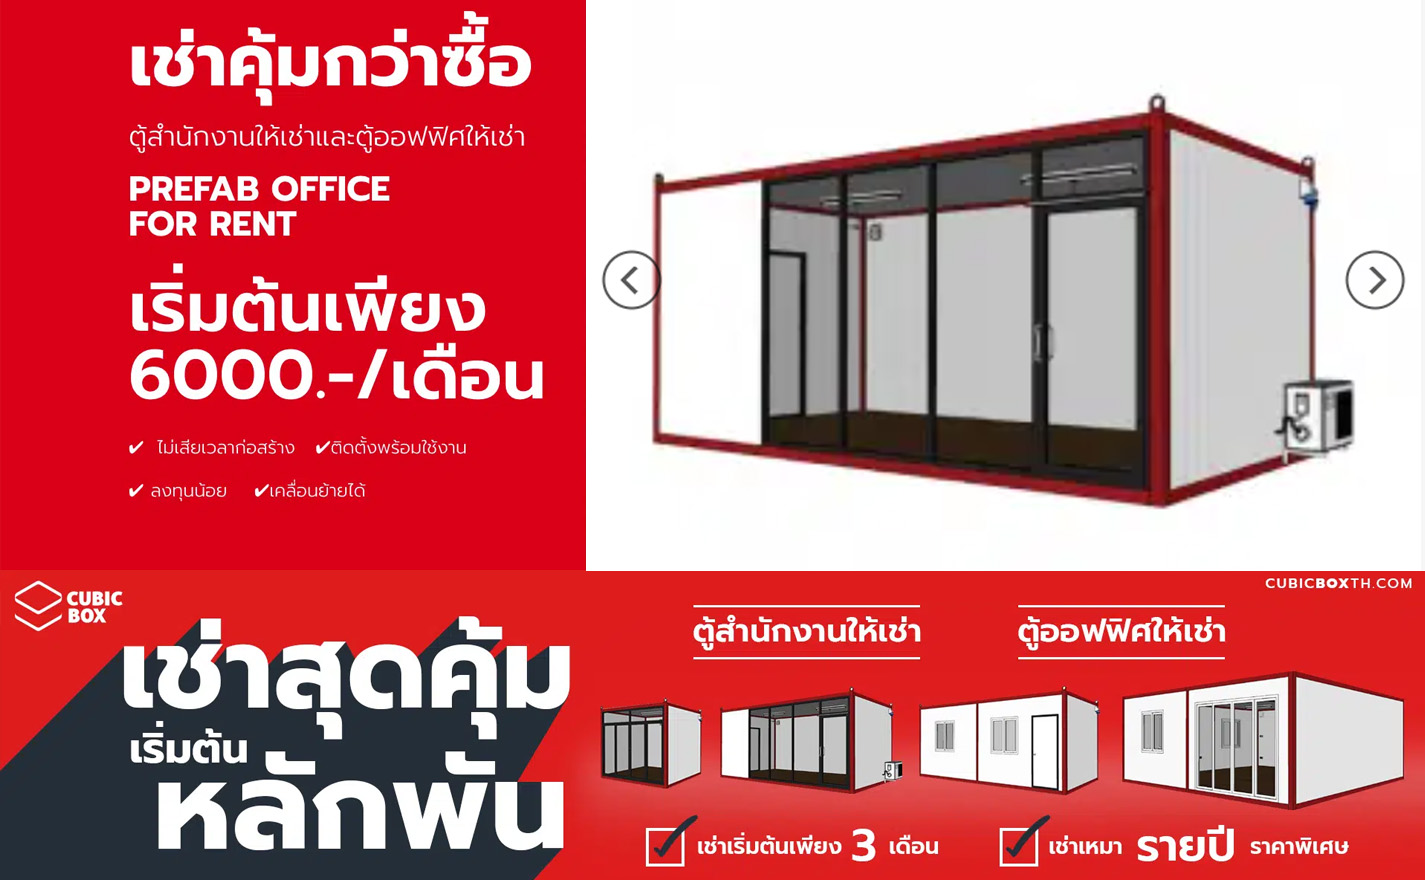 เช่าคุ้มกว่าซื้อ
ตู้สำนักงานให้เช่าและตู้ออฟฟิศให้เช่า
PREFAB OFFICE
FOR RENT
เริ่มต้นเพียง
6000.-/เดือน
✔ ไม่เสียเวลาก่อสร้าง ✔ติดตั้งพร้อมใช้งาน
✔ ลงทุนน้อย ✔เคลื่อนย้ายได้
CUBIC
BOX
CUBICBOXTH.COM
เช่าสุดคุ้ม
เริ่มต้น
หลักพัน
ตู้สำนักงานให้เช่า
ตู้ออฟฟิศให้เช่า
เช่าเริ่มต้นเพียง 3 เดือน
เช่าเหมา รายปี ราคาพิเศษ